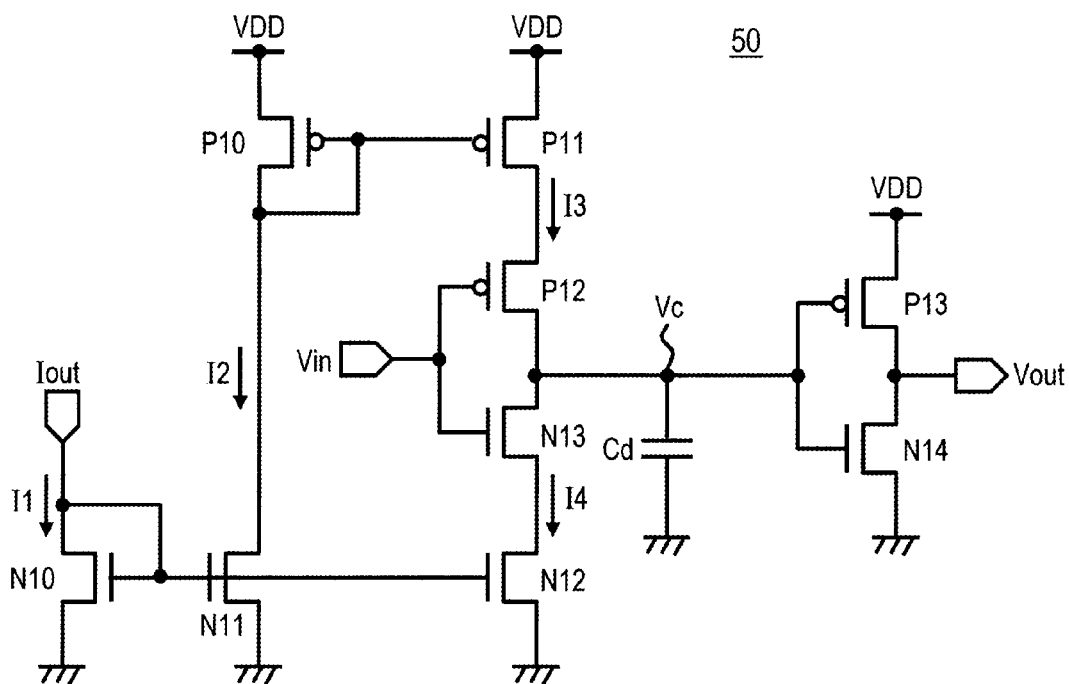 VDD
VDD
50
P10
P11
VDD
I3
P12
P13
Vc
Vin
I2
Iout
Vout
N13
Cd
N14
I1
I4
N10
N12
N11